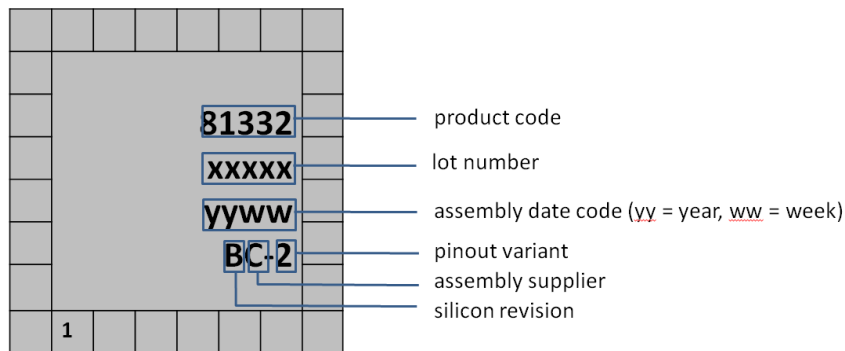 81332
product code
xxxxx
lot number
yyww
assembly date code (yy = year, ww = week)
BC-2
pinout variant
assembly supplier
silicon revision
1